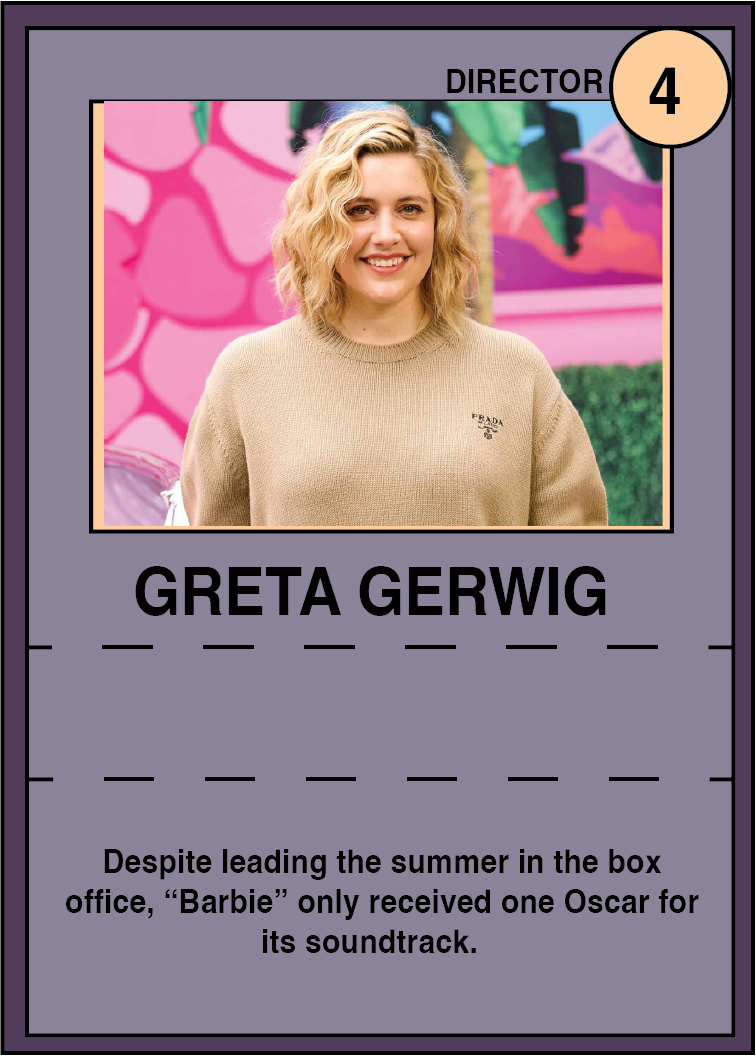 DIRECTOR
4
PRADA
GRETA GERWIG
Despite leading the summer in the box
office, “Barbie” only received one Oscar for
its soundtrack.